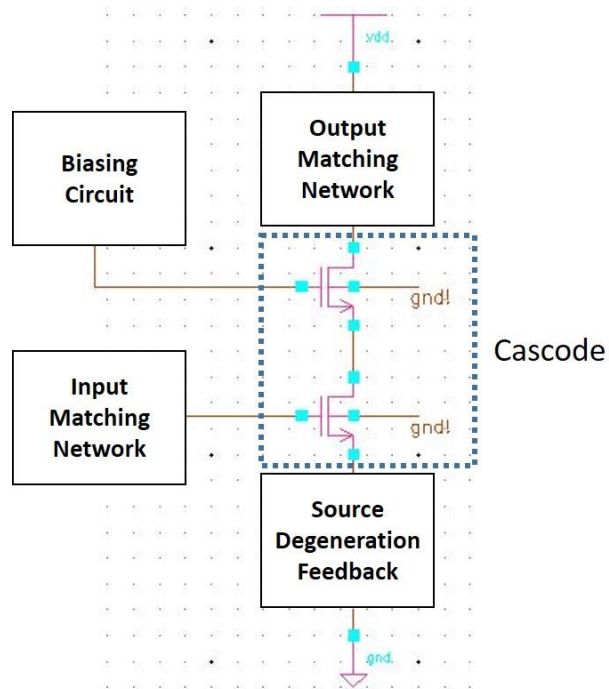 vdd
Output
Matching
Network
Biasing
Circuit
gnd!
Cascode
Input
Matching
Network
gnd!
Source
Degeneration
Feedback
gnd